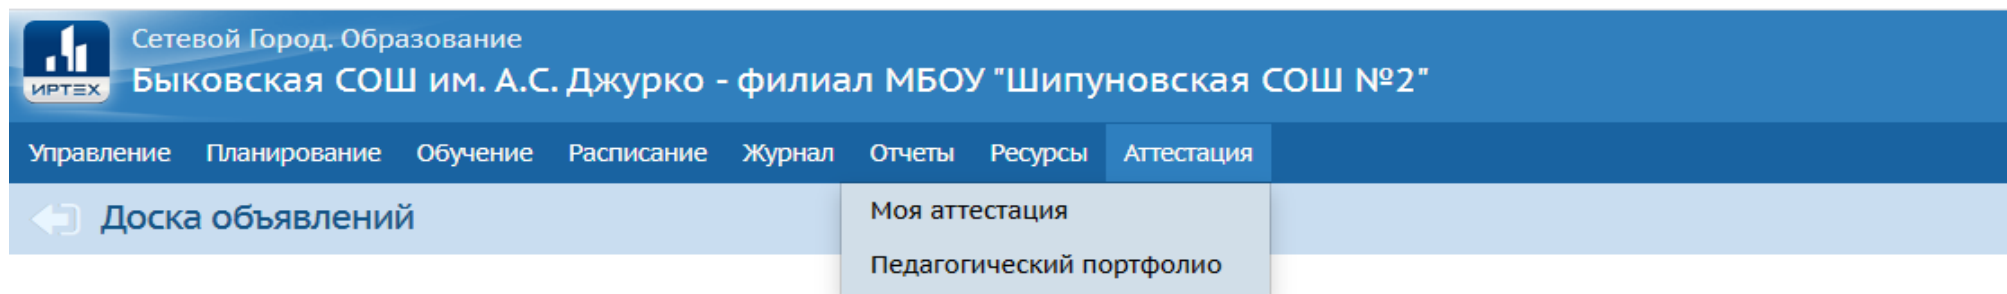 ИРТЕХ
Сетевой Город. Образование
Быковская СОШ им. А.С. Джурко - филиал МБОУ "Шипуновская СОШ №2"
Управление Планирование Обучение Расписание Журнал Отчеты Ресурсы Аттестация
Доска объявлений
Моя аттестация
Педагогический портфолио